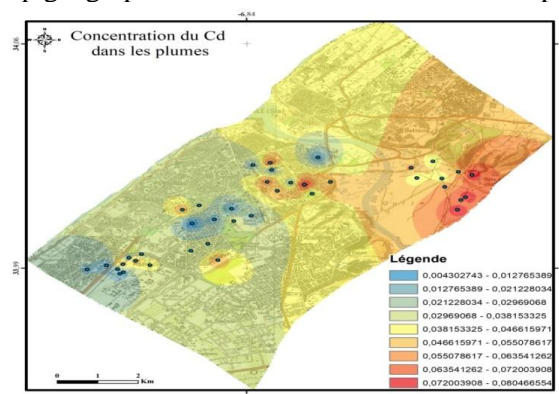 -6,84
34,06
Concentration du Cd
dans les plumes
33,99
Légende
0,004302743 - 0,012765389
0,012765389 - 0,021228034
0,021228034 - 0,02969068
0,02969068 - 0,038153325
0,038153325 - 0,046615971
0,046615971 - 0,055078617
0,055078617 - 0,063541262
0,063541262 - 0,072003908
0,072003908 - 0,080466554
0 1 2
Km